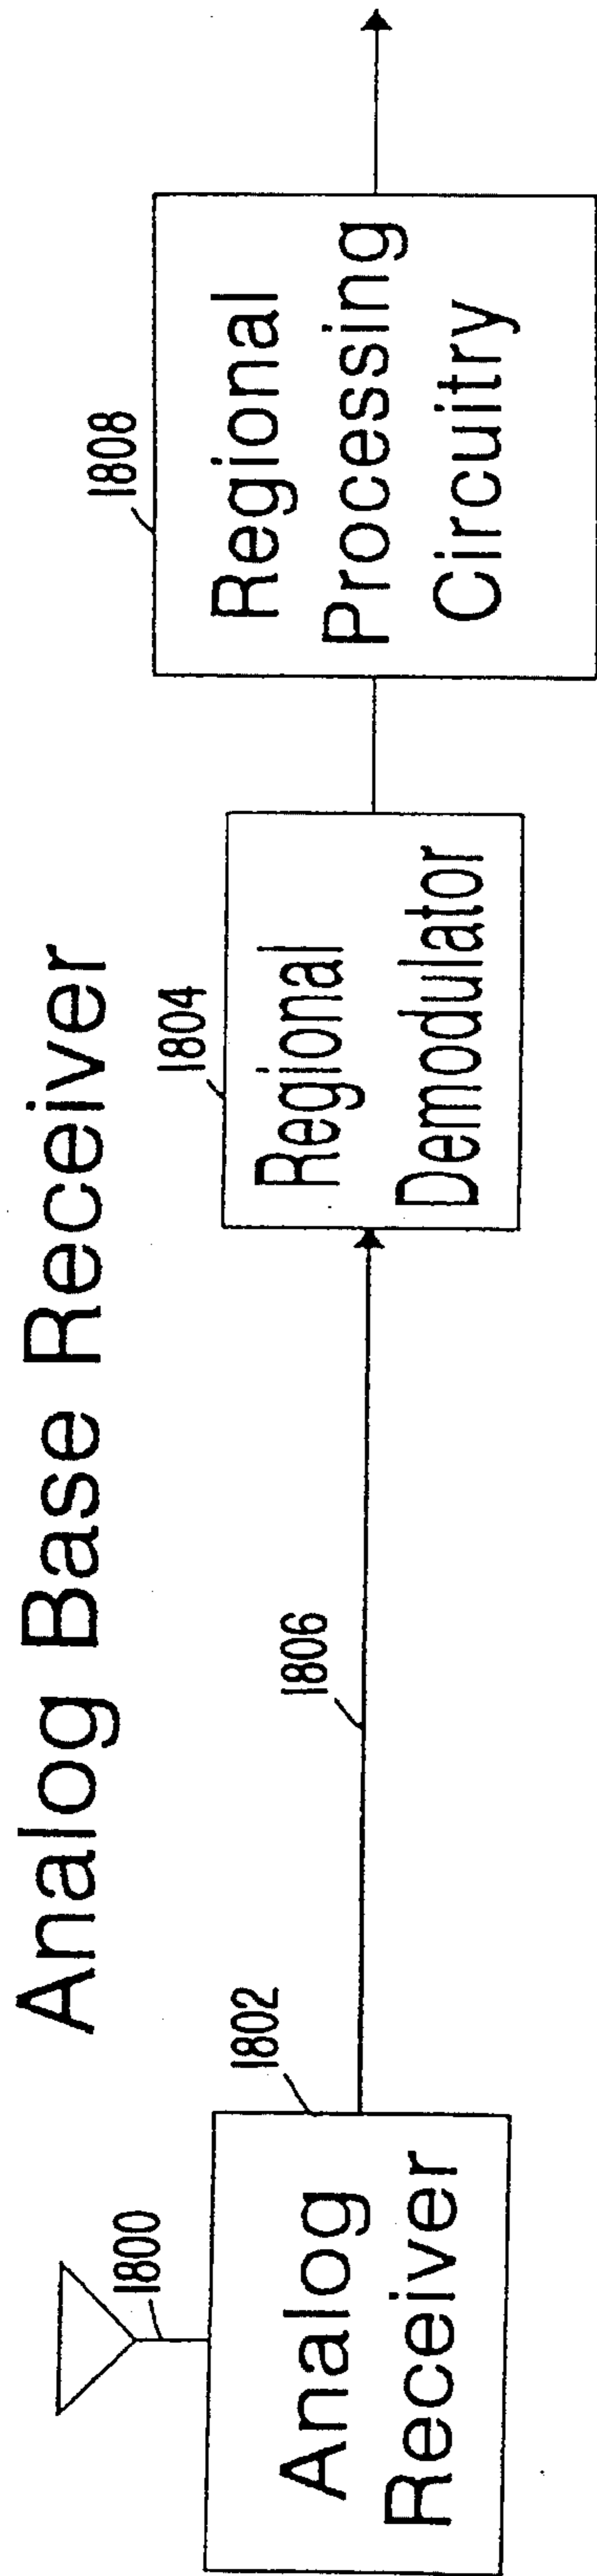 Analog Base Receiver
1800
1802
Analog
Receiver
1806
1804
Regional
Demodulator
1808
Regional
Processing
Circuitry